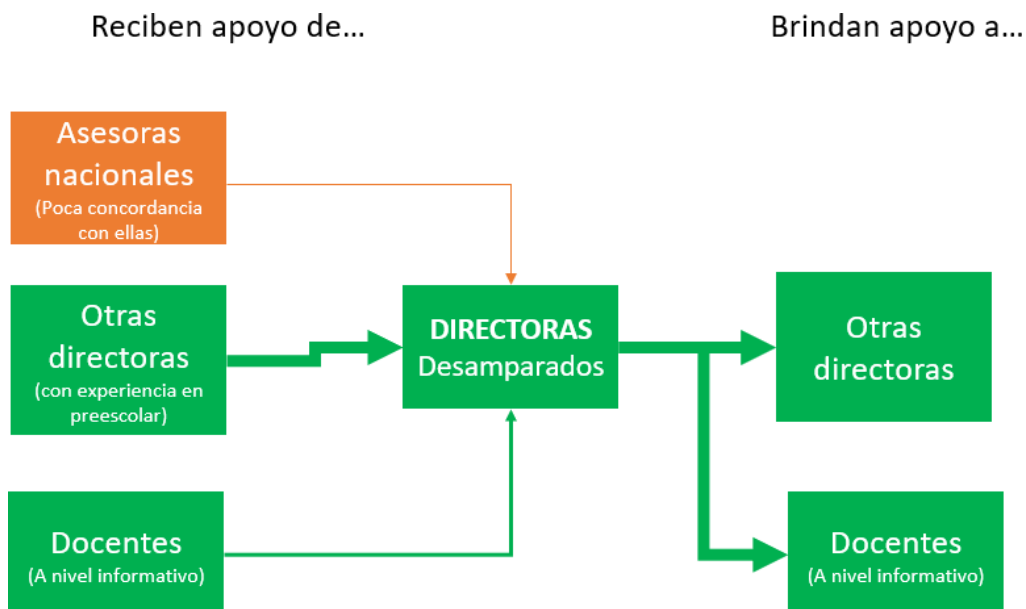 Reciben apoyo de...
Brindan apoyo a...
Asesoras
nacionales
(Poca concordancia
con ellas)
Otras
directoras
(con experiencia en
preescolar)
Docentes
(A nivel informativo)
DIRECTORAS
Desamparados
Otras
directoras
Docentes
(A nivel informativo)